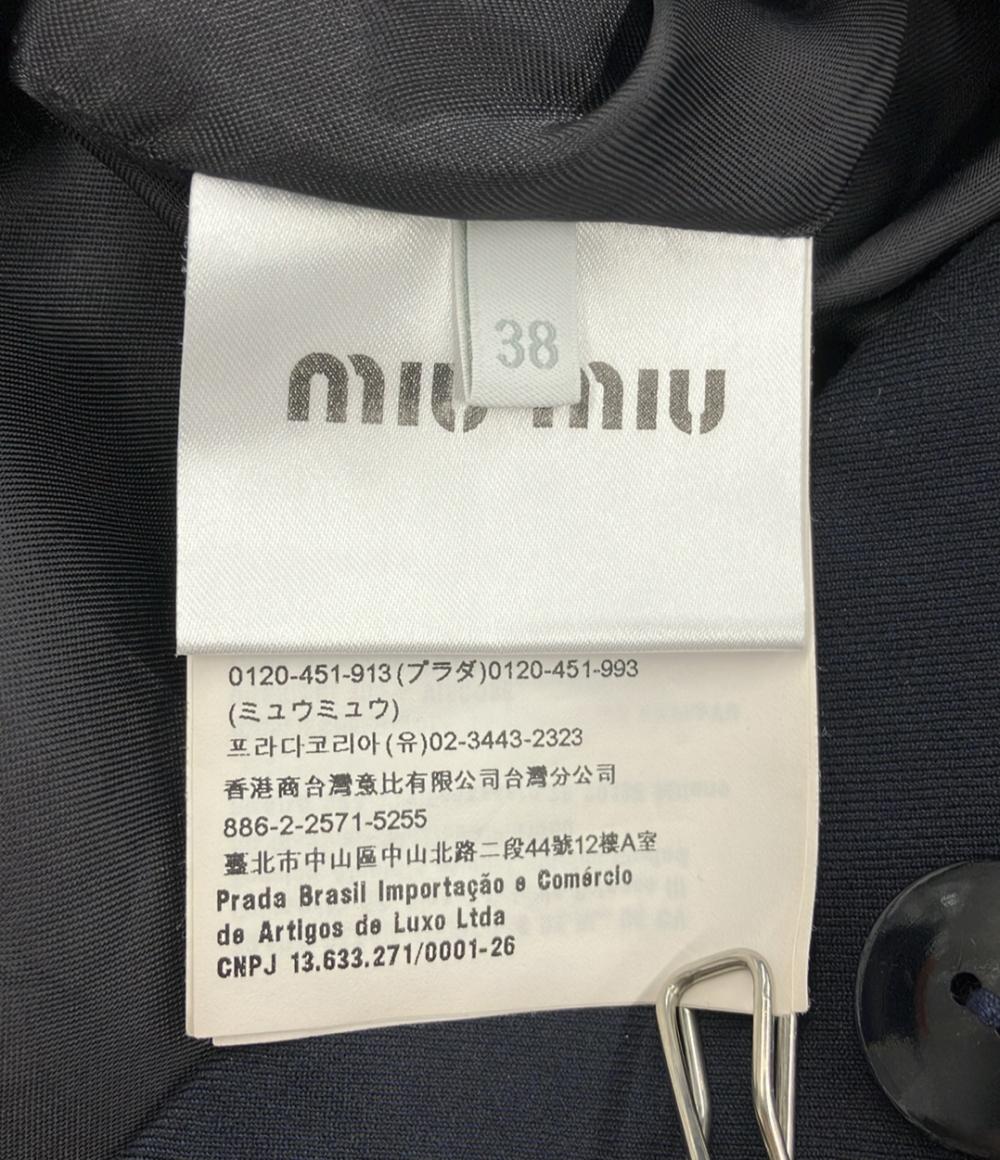 38
miu miu
0120-451-913(プラダ)0120-451-993
(ミュウミュウ)
프라다코리아(유)02-3443-2323
香港商台灣意比有限公司台灣分公司
886-2-2571-5255
臺北市中山區中山北路二段44號12樓A室
Prada Brasil Importação e Comércio
de Artigos de Luxo Ltda
CNPJ 13.633.271/0001-26